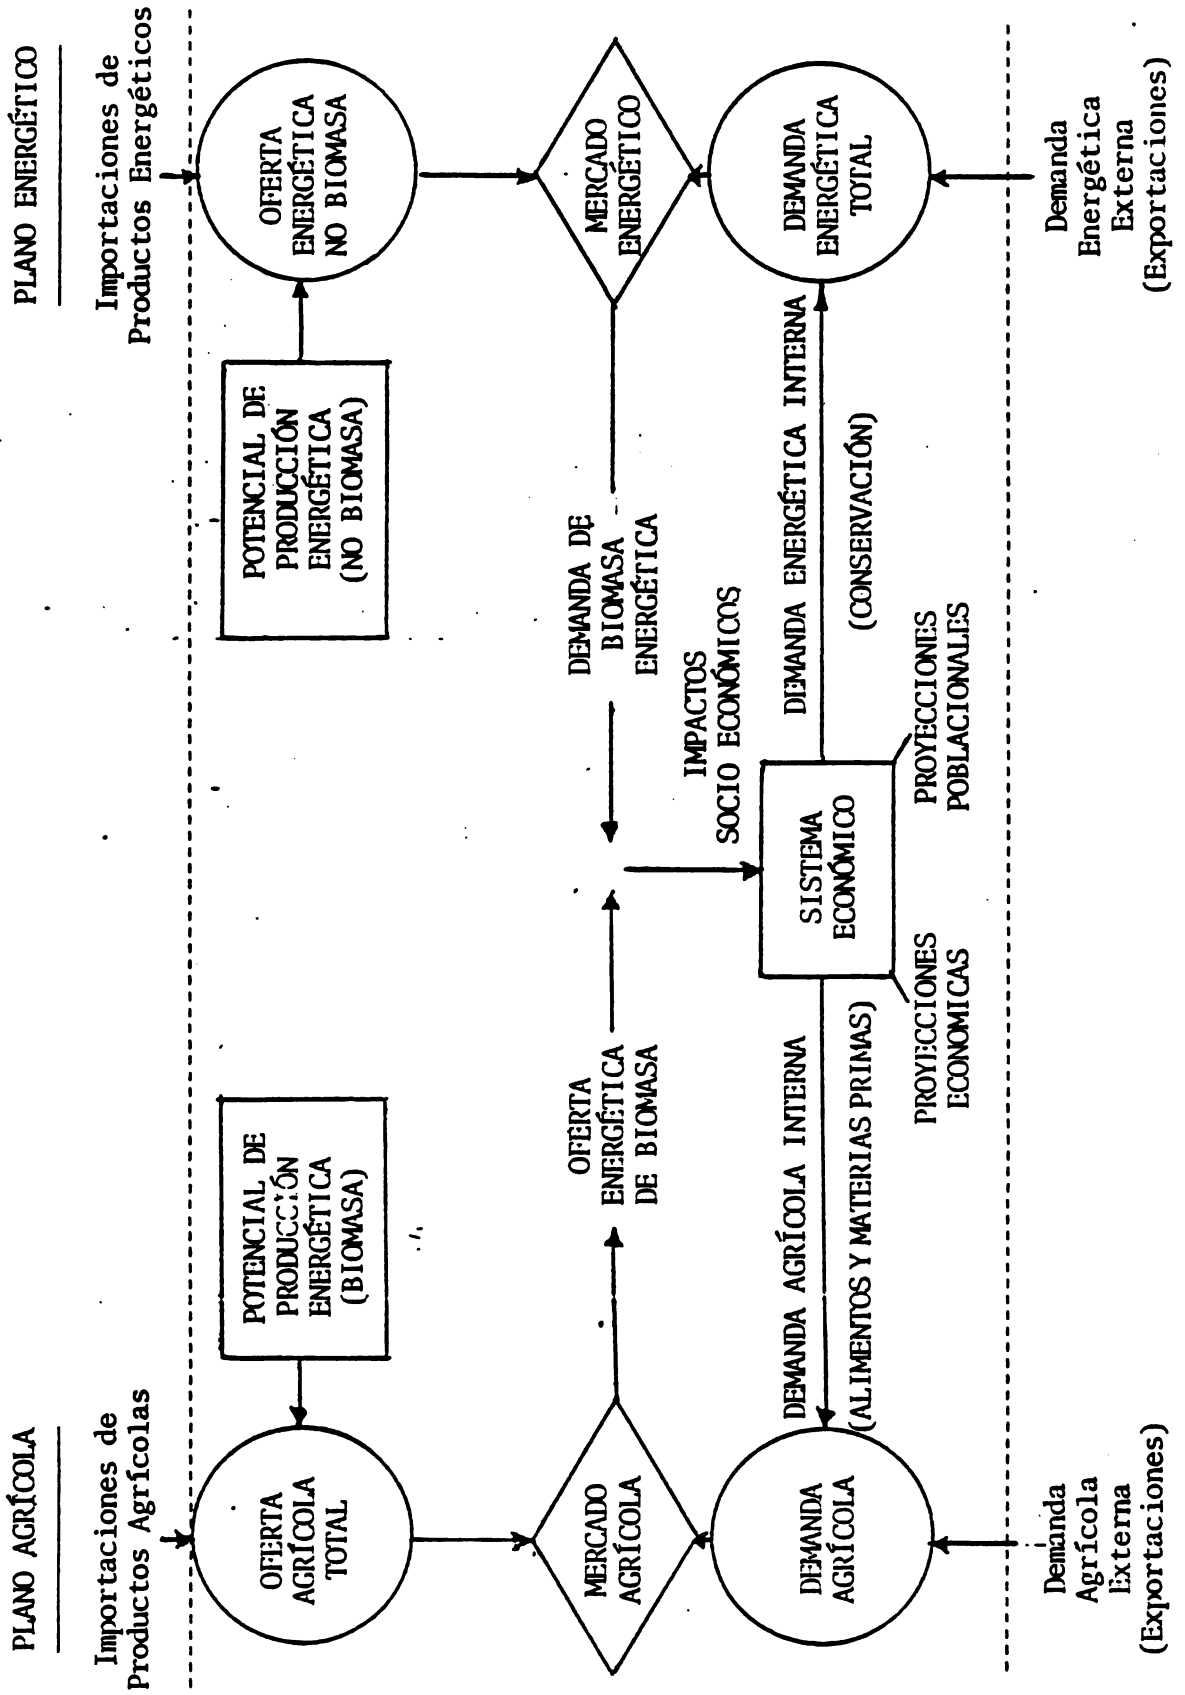 PLANO AGRÍCOLA
PLANO ENERGÉTICO
Importaciones de
Productos Agrícolas
Importaciones de
Productos Energéticos
OFERTA
AGRÍCOLA
TOTAL
POTENCIAL DE
PRODUCCIÓN
ENERGÉTICA
(BIOMASA)
POTENCIAL DE
PRODUCCIÓN
ENERGÉTICA
(NO BIOMASA)
OFERTA
ENERGÉTICA
NO BIOMASA
MERCADO
AGRÍCOLA
OFERTA
ENERGÉTICA
DE BIOMASA
DEMANDA DE
BIOMASA
ENERGÉTICA
MERCADO
ENERGÉTICO
IMPACTOS
SOCIO ECONÓMICOS
DEMANDA
AGRÍCOLA
DEMANDA AGRÍCOLA INTERNA
(ALIMENTOS Y MATERIAS PRIMAS)
SISTEMA
ECONÓMICO
DEMANDA ENERGÉTICA INTERNA
(CONSERVACIÓN)
DEMANDA
ENERGÉTICA
TOTAL
PROYECCIONES
ECONOMICAS
PROYECCIONES
POBLACIONALES
Demanda
Agrícola
Externa
(Exportaciones)
Demanda
Energética
Externa
(Exportaciones)